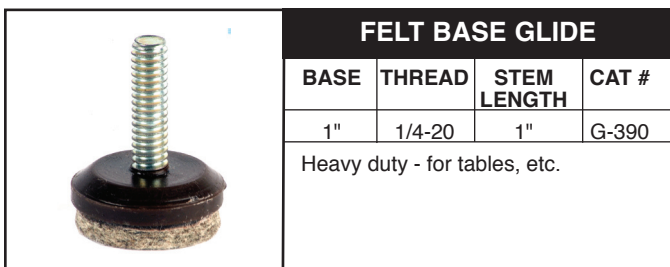 FELT BASE GLIDE
BASE THREAD STEM LENGTH CAT #
1" 1/4-20 1" G-390
Heavy duty - for tables, etc.